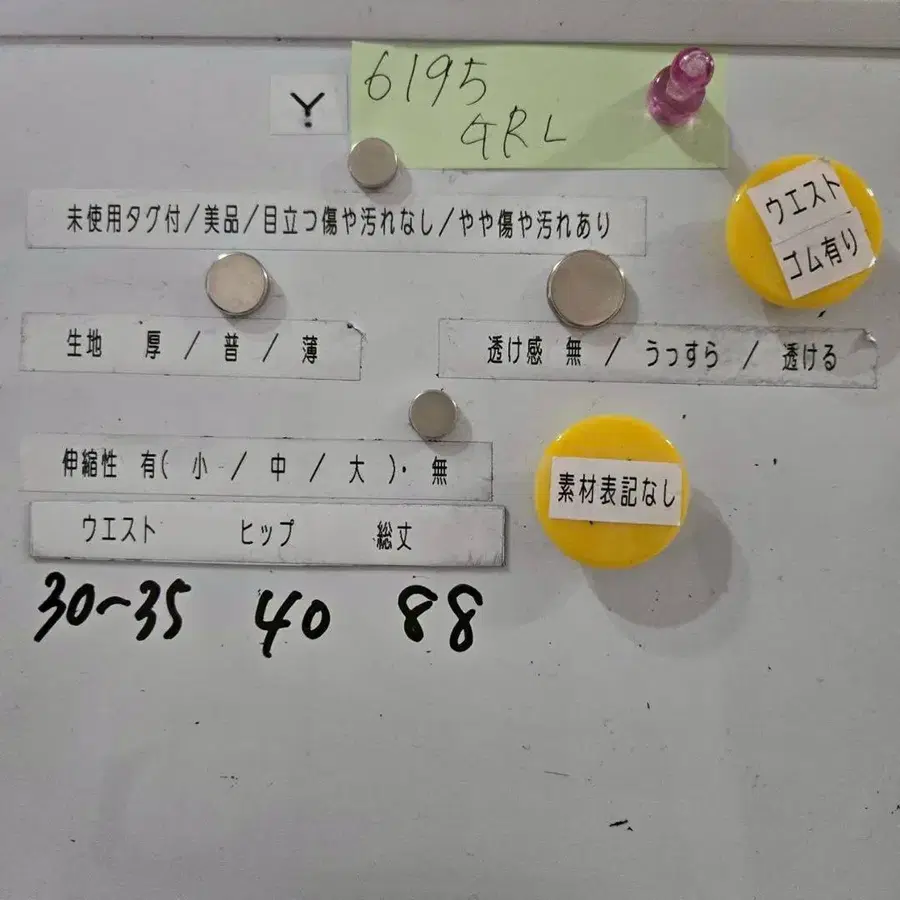 6195
Y
GRL
未使用タグ付/美品/目立つ傷や汚れなし/やや傷や汚れあり
ウエスト
ゴム有り
生地 厚 / 普 / 薄
透け感 無 / うっすら / 透ける
伸縮性 有( 小 / 中 / 大 )・ 無
素材表記なし
ウエスト ヒップ 総丈
30~35 40 88